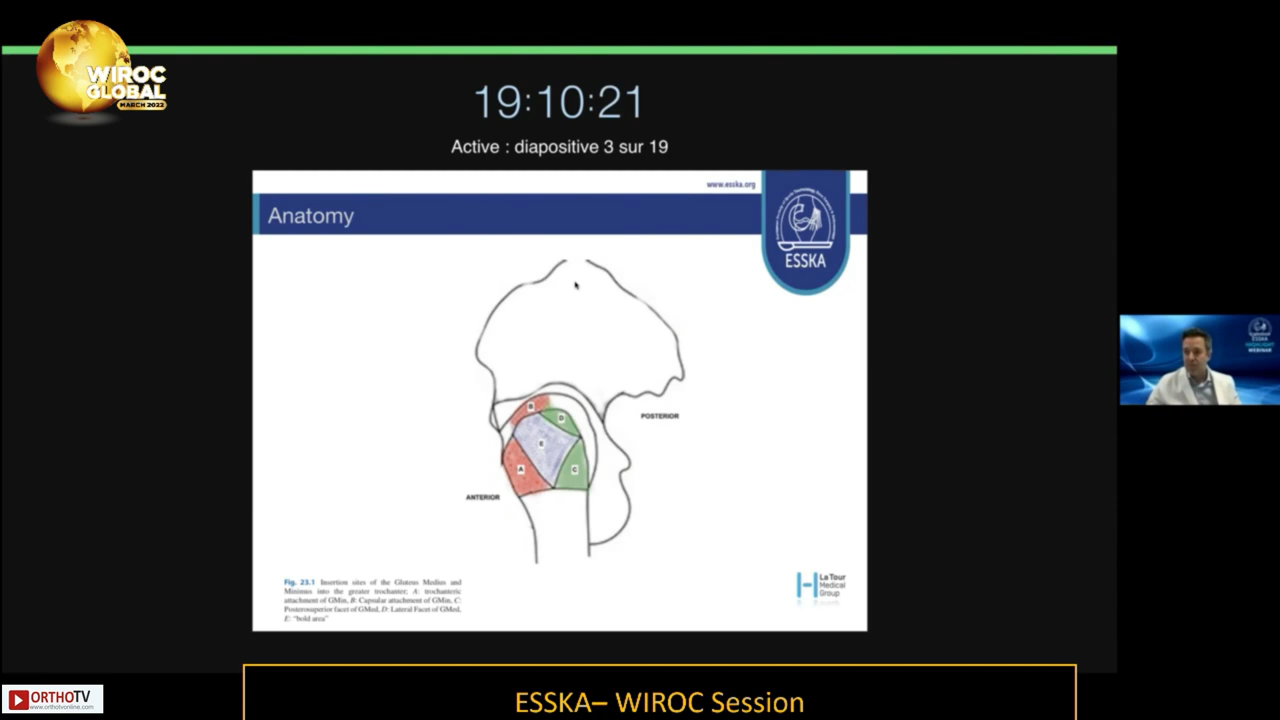 WIROC
GLOBAL
MARCH 2022
19:10:21
Active : diapositive 3 sur 19
www.esska.org
Anatomy
ESSKA
B
D
E
A
C
POSTERIOR
ANTERIOR
Fig. 23.1 Insertion sites of the Gluteus Medius and
Minimus into the greater trochanter; A: trochanteric
attachment of GMin, B: Capsular attachment of GMin, C:
Posterosuperior facet of GMed, D: Lateral Facet of GMed,
E: "bold area"
La Tour
Medical
Group
ESSKA
HIGHLIGHT
WEBINAR
ORTHOTV
www.orthotvonline.com
ESSKA– WIROC Session